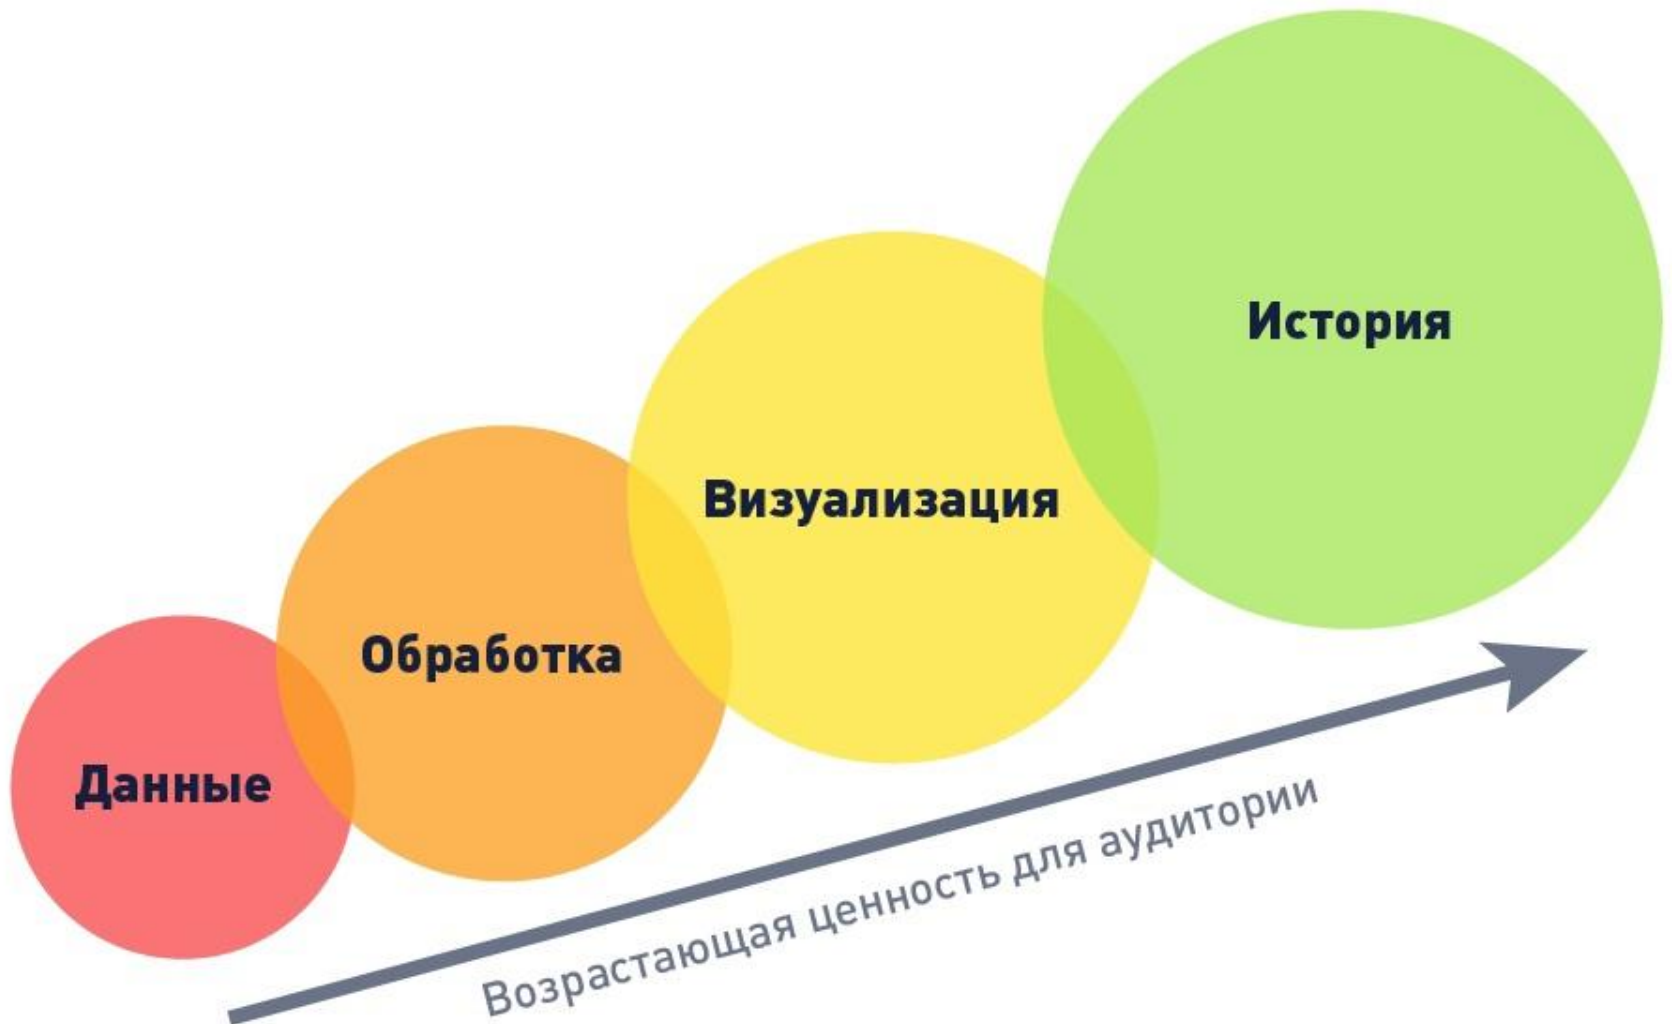 Данные
Обработка
Визуализация
История
Возрастающая ценность для аудитории